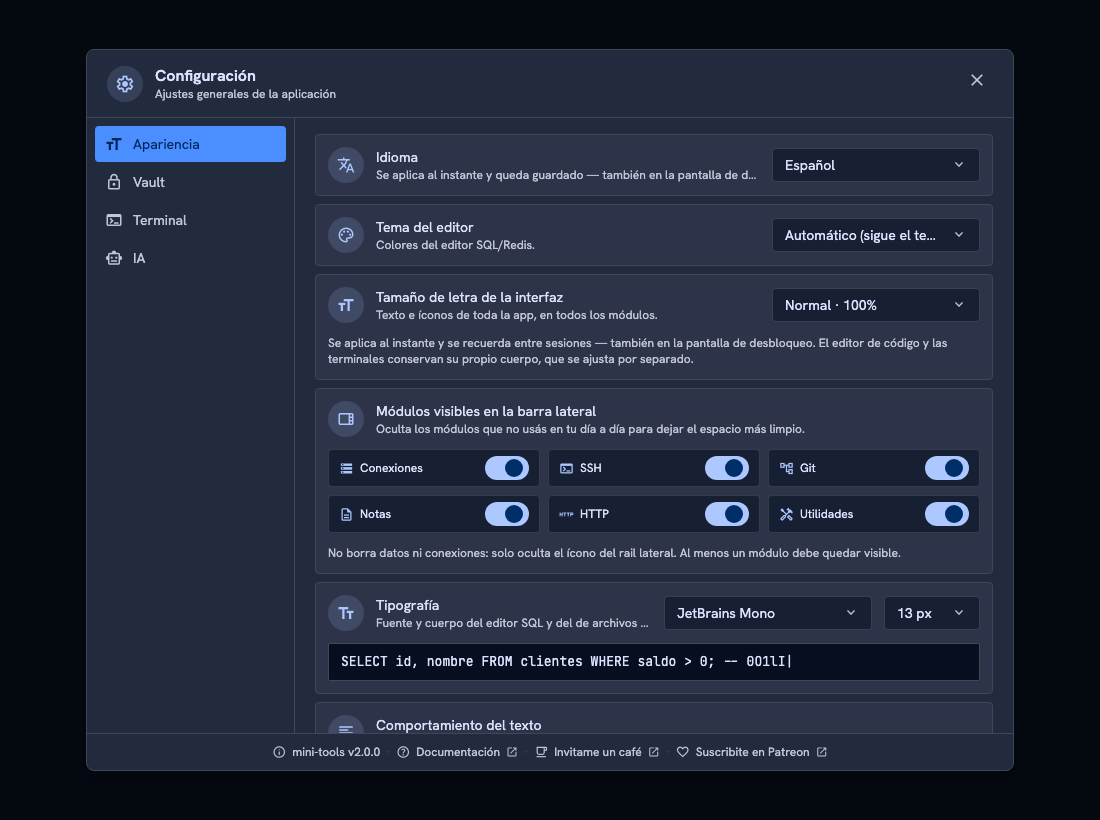 Configuración
Ajustes generales de la aplicación
Apariencia
Vault
Terminal
IA
Idioma
Se aplica al instante y queda guardado — también en la pantalla de d...
Español
Tema del editor
Colores del editor SQL/Redis.
Automático (sigue el te...
Tamaño de letra de la interfaz
Texto e íconos de toda la app, en todos los módulos.
Normal · 100%
Se aplica al instante y se recuerda entre sesiones — también en la pantalla de desbloqueo. El editor de código y las
terminales conservan su propio cuerpo, que se ajusta por separado.
Módulos visibles en la barra lateral
Oculta los módulos que no usás en tu día a día para dejar el espacio más limpio.
Conexiones
SSH
Git
Notas
HTTP HTTP
Utilidades
No borra datos ni conexiones: solo oculta el ícono del rail lateral. Al menos un módulo debe quedar visible.
Tipografía
Fuente y cuerpo del editor SQL y del de archivos ...
JetBrains Mono
13 px
SELECT id, nombre FROM clientes WHERE saldo > 0; -- 0O1lI|
Comportamiento del texto
mini-tools v2.0.0 · Documentación · Invitame un café · Suscribite en Patreon